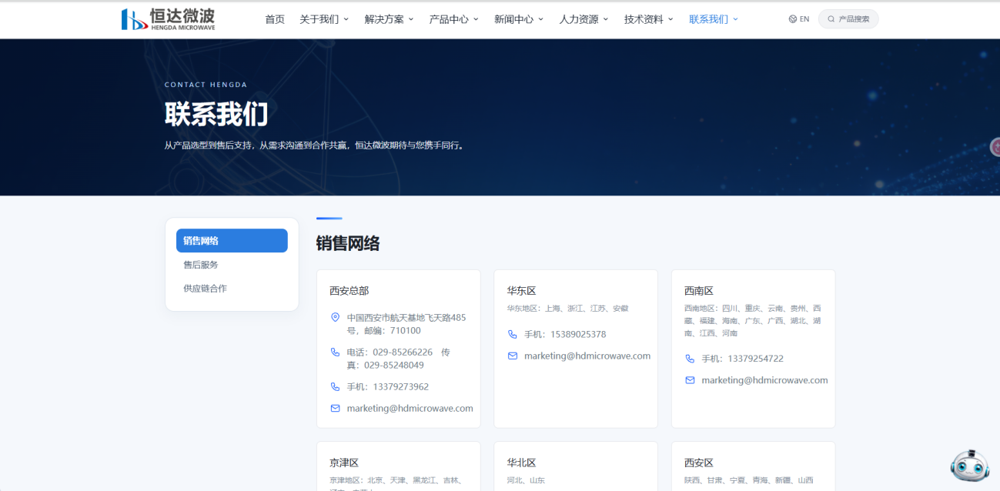 恒达微波
HENGDA MICROWAVE
首页 关于我们 解决方案 产品中心 新闻中心 人力资源 技术资料 联系我们 EN 产品搜索
CONTACT HENGDA
联系我们
从产品选型到售后支持，从需求沟通到合作共赢，恒达微波期待与您携手同行。
销售网络
售后服务
供应链合作
销售网络
西安总部
中国西安市航天基地飞天路485
号，邮编：710100
电话：029-85266226 传
真：029-85248049
手机：13379273962
marketing@hdmicrowave.com
华东区
华东地区：上海、浙江、江苏、安徽
手机：15389025378
marketing@hdmicrowave.com
西南区
西南地区：四川、重庆、云南、贵州、西
藏、福建、海南、广东、广西、湖北、湖
南、江西、河南
手机：13379254722
marketing@hdmicrowave.com
京津区
京津地区：北京、天津、黑龙江、吉林、
华北区
河北、山东
西安区
陕西、甘肃、宁夏、青海、新疆、山西